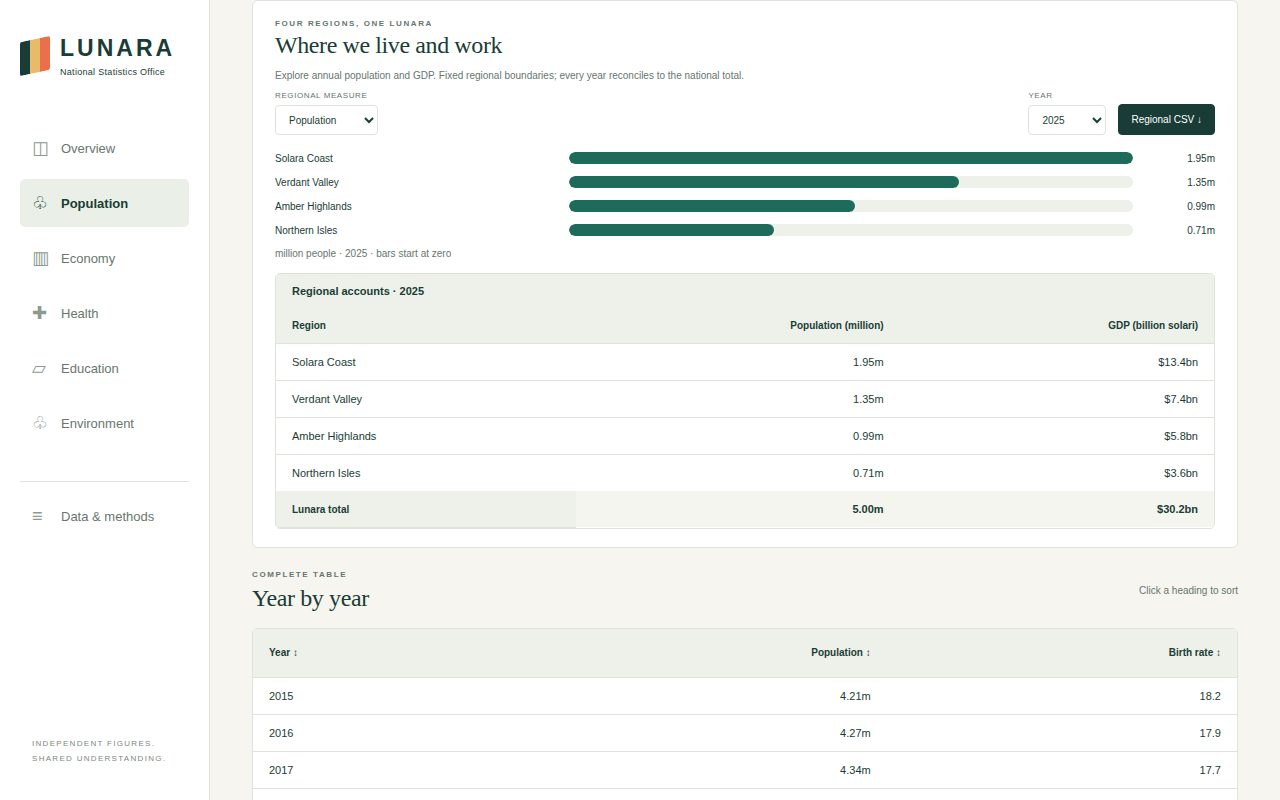 LUNARA
National Statistics Office
Overview
Population
Economy
Health
Education
Environment
Data & methods
INDEPENDENT FIGURES.
SHARED UNDERSTANDING.
FOUR REGIONS, ONE LUNARA
Where we live and work
Explore annual population and GDP. Fixed regional boundaries; every year reconciles to the national total.
REGIONAL MEASURE
Population
YEAR
2025
Regional CSV ↓
Solara Coast 1.95m
Verdant Valley 1.35m
Amber Highlands 0.99m
Northern Isles 0.71m
million people · 2025 · bars start at zero
Regional accounts · 2025
Region Population (million) GDP (billion solari)
Solara Coast 1.95m $13.4bn
Verdant Valley 1.35m $7.4bn
Amber Highlands 0.99m $5.8bn
Northern Isles 0.71m $3.6bn
Lunara total 5.00m $30.2bn
COMPLETE TABLE
Year by year
Click a heading to sort
Year ↕ Population ↕ Birth rate ↕
2015 4.21m 18.2
2016 4.27m 17.9
2017 4.34m 17.7